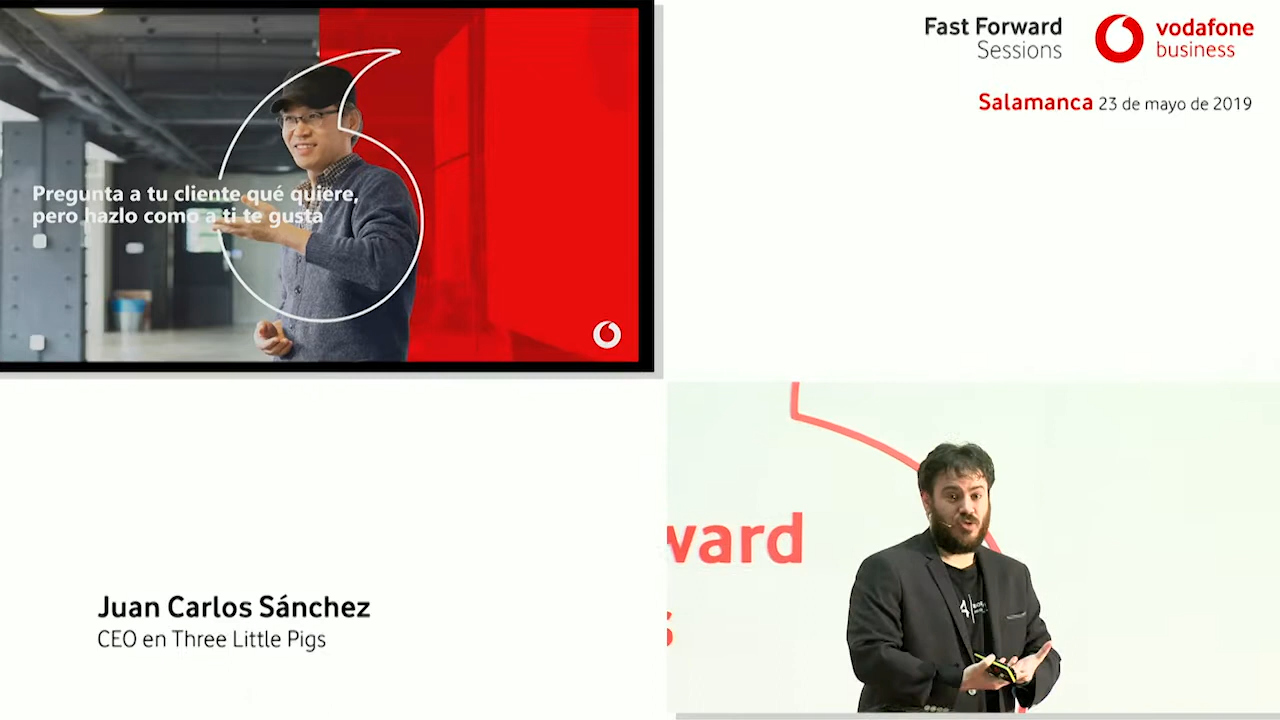 Pregunta a tu cliente qué quiere,
pero hazlo como a ti te gusta
Fast Forward
Sessions
vodafone
business
Salamanca 23 de mayo de 2019
ward
s
Juan Carlos Sánchez
CEO en Three Little Pigs